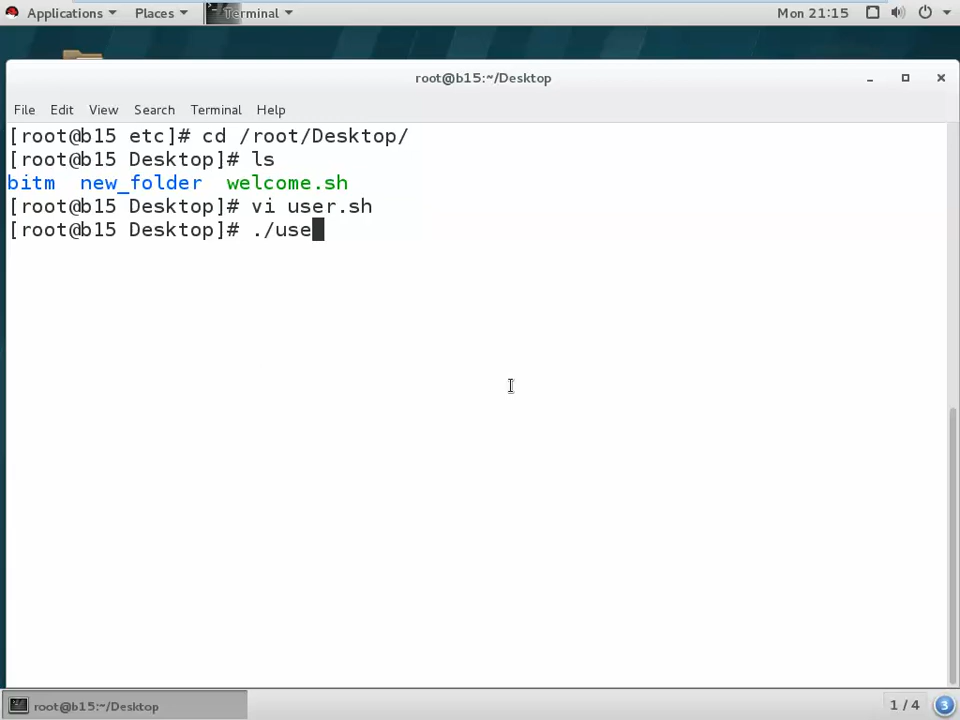 Applications Places Terminal Mon 21:15
root@b15:~/Desktop
File Edit View Search Terminal Help
[root@b15 etc]# cd /root/Desktop/
[root@b15 Desktop]# ls
bitm new_folder welcome.sh
[root@b15 Desktop]# vi user.sh
[root@b15 Desktop]# ./use
root@b15:~/Desktop 1 / 4 3